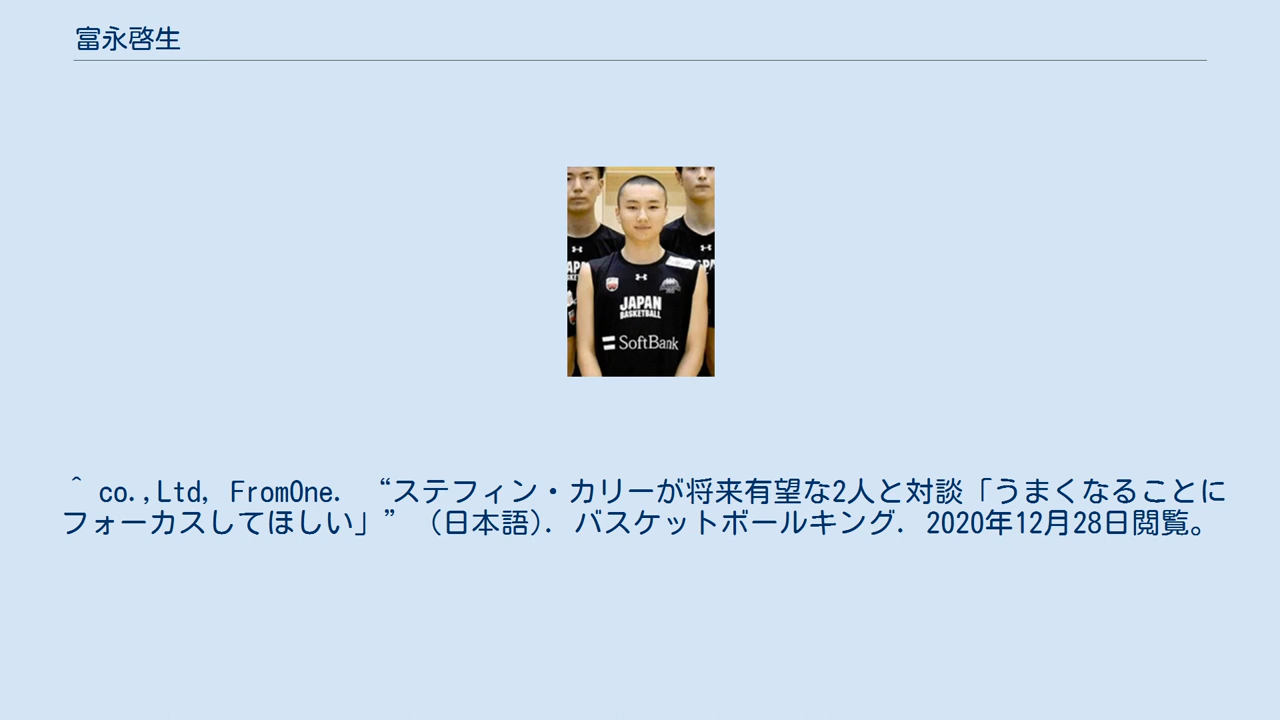 富永啓生
JAPAN
BASKETBALL
SoftBank
^ co.,Ltd, FromOne. “ステフィン・カリーが将来有望な2人と対談「うまくなることに
フォーカスしてほしい」” (日本語). バスケットボールキング. 2020年12月28日閲覧。